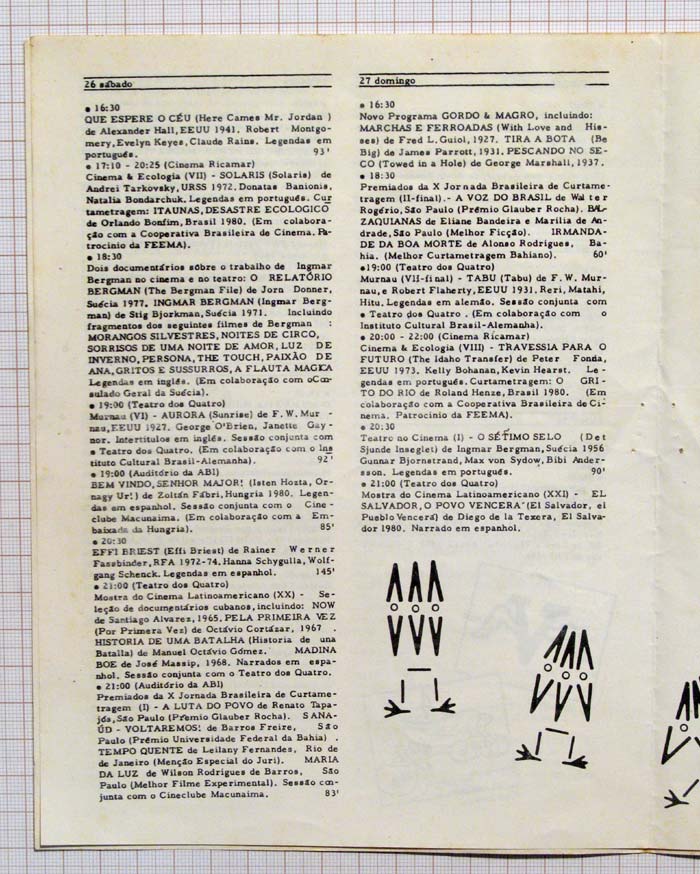 26 sábado
• 16:30
QUE ESPERE O CÉU (Here Cames Mr. Jordan )
de Alexander Hall, EEUU 1941. Robert Montgo-
mery, Evelyn Keyes, Claude Rains. Legendas em
português. 93'
• 17:10 - 20:25 (Cinema Ricamar)
Cinema & Ecologia (VII) - SOLARIS (Solaris) de
Andrei Tarkovsky, URSS 1972. Donatas Banionis,
Natalia Bondarchuk. Legendas em português. Cur
tametragem: ITAUNAS, DESASTRE ECOLOGICO
de Orlando Bonfim, Brasil 1980. (Em colabora-
ção com a Cooperativa Brasileira de Cinema. Pa-
trocinio da FEEMA).
• 18:30
Dois documentários sôbre o trabalho de Ingmar
Bergman no cinema e no teatro: O RELATÓRIO
BERGMAN (The Bergman File) de Jorn Donner,
Suécia 1977. INGMAR BERGMAN (Ingmar Berg-
man) de Stig Bjorkman, Suécia 1971. Incluindo
fragmentos dos seguintes filmes de Bergman :
MORANGOS SILVESTRES, NOITES DE CIRCO,
SORRISOS DE UMA NOITE DE AMOR, LUZ DE
INVERNO, PERSONA, THE TOUCH, PAIXÃO DE
ANA, GRITOS E SUSSURROS, A FLAUTA MAGICA
Legendas em inglês. (Em colaboração com o Con-
sulado Geral da Suécia).
• 19:00 (Teatro dos Quatro)
Murnau (VI) - AURORA (Sunrise) de F. W. Mur -
nau, EEUU 1927. George O'Brien, Janette Gay -
nor. Intertítulos em inglês. Sessão conjunta com
o Teatro dos Quatro. (Em colaboração com o Ins
tituto Cultural Brasil-Alemanha). 92'
• 19:00 (Auditório da ABI)
BEM VINDO, SENHOR MAJOR! (Isten Hozta, Or-
nagy Ur!) de Zoltán Fábri, Hungria 1980. Legen-
das em espanhol. Sessão conjunta com o Cine -
clube Macunaima. (Em colaboração com a Em-
baixada da Hungria). 85'
• 20:30
EFFI BRIEST (Effi Briest) de Rainer Werner
Fassbinder, RFA 1972-74. Hanna Schygulla, Wolf-
gang Schenck. Legendas em espanhol. 145'
• 21:00 (Teatro dos Quatro)
Mostra do Cinema Latinoamericano (XX) - Se-
leção de documentários cubanos, incluindo: NOW
de Santiago Alvarez, 1965. PELA PRIMEIRA VEZ
(Por Primera Vez) de Octávio Cortázar, 1967 .
HISTORIA DE UMA BATALHA (Historia de una
Batalla) de Manuel Octávio Gómez. MADINA
BOE de José Massip, 1968. Narrados em espa-
nhol. Sessão conjunta com o Teatro dos Quatro.
• 21:00 (Auditório da ABI)
Premiados da X Jornada Brasileira de Curtame-
tragem (I) - A LUTA DO POVO de Renato Tapa-
jós, São Paulo (Prêmio Glauber Rocha). SANA-
ÚD - VOLTAREMOS! de Barros Freire, São
Paulo (Prêmio Universidade Federal da Bahia) .
TEMPO QUENTE de Leilany Fernandes, Rio de
de Janeiro (Menção Especial do Juri). MARIA
DA LUZ de Wilson Rodrigues de Barros, São
Paulo (Melhor Filme Experimental). Sessão con-
junta com o Cineclube Macunaima. 83'
27 domingo
• 16:30
Novo Programa GORDO & MAGRO, incluindo:
MARCHAS E FERROADAS (With Love and His-
ses) de Fred L. Guiol, 1927. TIRA A BOTA (Be
Big) de James Parrott, 1931. PESCANDO NO SE-
CO (Towed in a Hole) de George Marshall, 1937.
• 18:30
Premiados da X Jornada Brasileira de Curtame-
tragem (II-final). - A VOZ DO BRASIL de Walter
Rogério, São Paulo (Prêmio Glauber Rocha). BAL-
ZAQUIANAS de Eliane Bandeira e Marília de An-
drade, São Paulo (Melhor Ficção). IRMANDA-
DE DA BOA MORTE de Alonso Rodrigues, Ba-
hia. (Melhor Curtametragem Bahiano). 60'
•19:00 (Teatro dos Quatro)
Murnau (VII-final) - TABU (Tabu) de F. W. Mur-
nau, e Robert Flaherty, EEUU 1931. Reri, Matahi,
Hitu. Legendas em alemão. Sessão conjunta com
o Teatro dos Quatro . (Em colaboração com o
Instituto Cultural Brasil-Alemanha).
• 20:00 - 22:00 (Cinema Ricamar)
Cinema & Ecologia (VIII) - TRAVESSIA PARA O
FUTURO (The Idaho Transfer) de Peter Fonda,
EEUU 1973. Kelly Bohanan, Kevin Hearst. Le -
gendas em português. Curtametragem: O GRI -
TO DO RIO de Roland Henze, Brasil 1980. (Em
colaboração com a Cooperativa Brasileira de Ci-
nema. Patrocinio da FEEMA).
• 20:30
Teatro no Cinema (I) - O SÉTIMO SELO (Det
Sjunde Inseglet) de Ingmar Bergman, Suécia 1956
Gunnar Bjornstrand, Max von Sydow, Bibi Ander-
sson. Legendas em português. 90'
• 21:00 (Teatro dos Quatro)
Mostra do Cinema Latinoamericano (XXI) - EL
SALVADOR, O POVO VENCERA (El Salvador, el
Pueblo Vencerá) de Diego de la Texera, El Salva-
dor 1980. Narrado em espanhol.